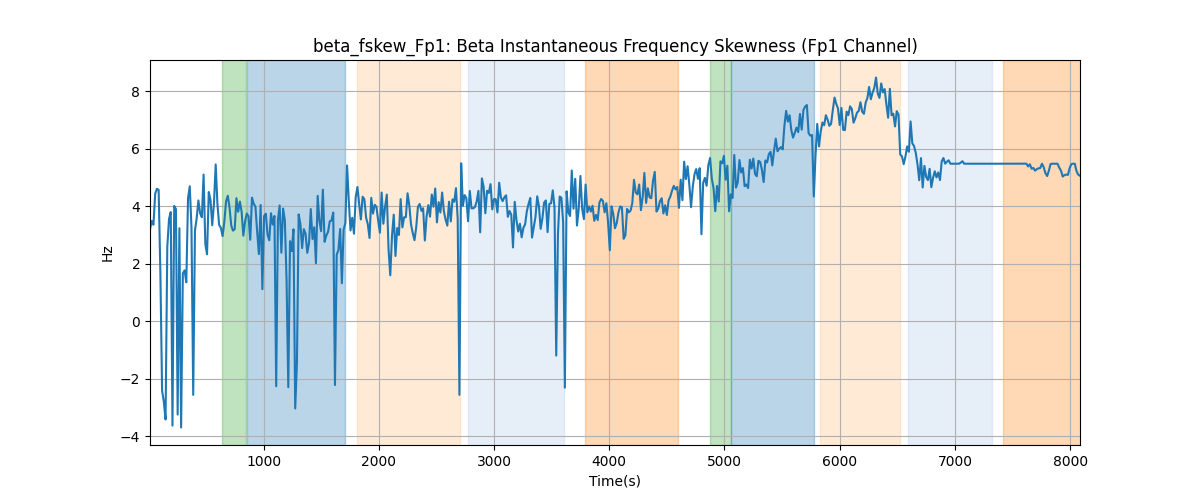 beta_fskew_Fp1: Beta Instantaneous Frequency Skewness (Fp1 Channel)
8
6
4
2
0
−2
−4
Hz
1000 2000 3000 4000 5000 6000 7000 8000
Time(s)